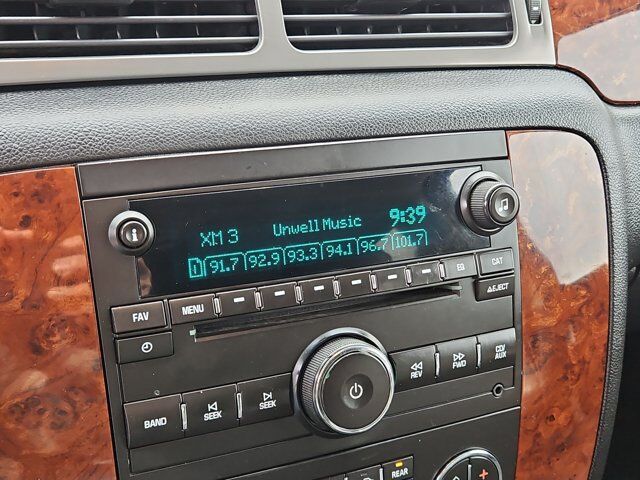 XM 3 Unwell Music 9:39
1 91.7 92.9 93.3 94.1 96.7 101.7
i
FAV MENU EQ CAT
EJECT
BAND SEEK SEEK REV FWD CD/AUX
REAR